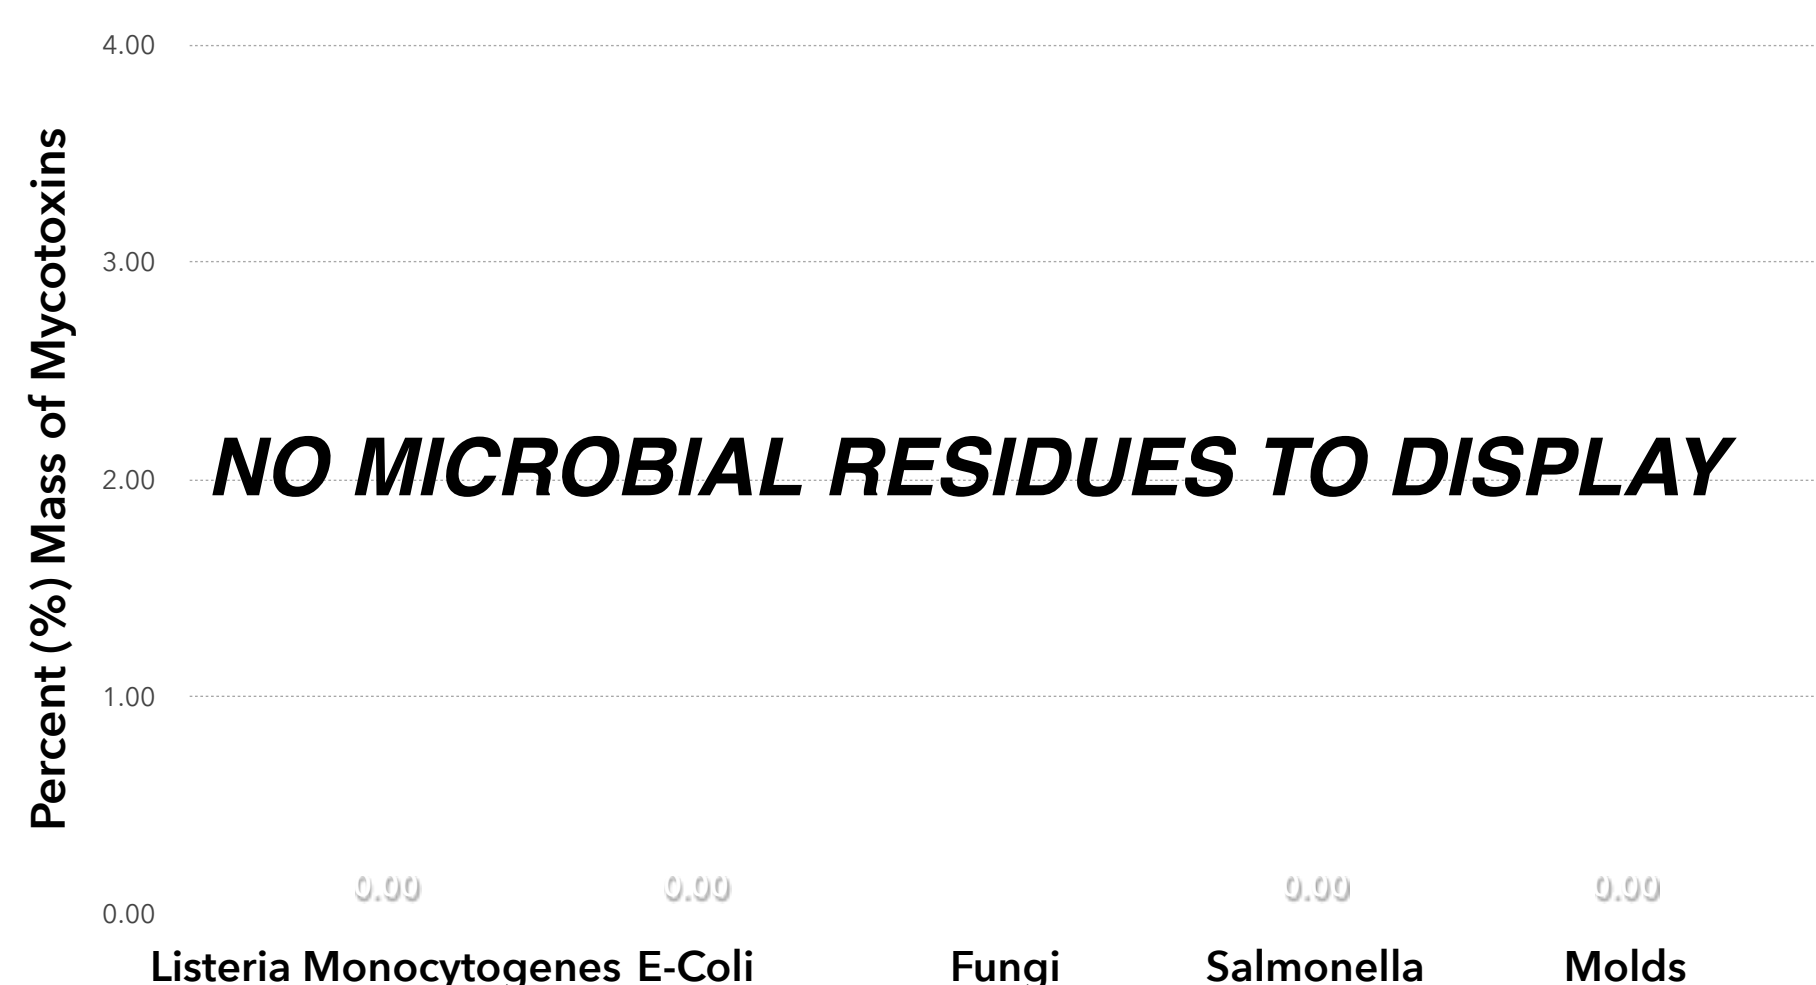 4.00
3.00
2.00
1.00
0.00
Percent (%) Mass of Mycotoxins
NO MICROBIAL RESIDUES TO DISPLAY
0.00 0.00 0.00 0.00
Listeria Monocytogenes E-Coli Fungi Salmonella Molds